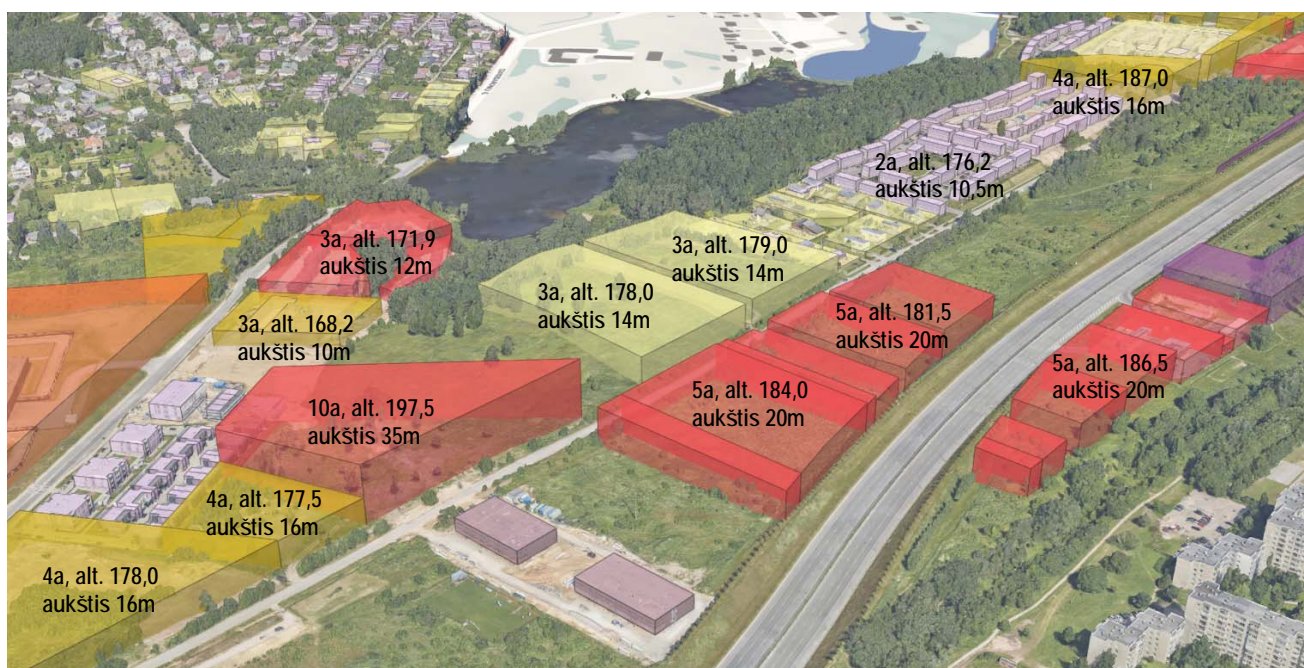 4a, alt. 187,0
aukštis 16m
2a, alt. 176,2
aukštis 10,5m
3a, alt. 171,9
aukštis 12m
3a, alt. 179,0
aukštis 14m
3a, alt. 178,0
aukštis 14m
3a, alt. 168,2
aukštis 10m
5a, alt. 181,5
aukštis 20m
5a, alt. 186,5
aukštis 20m
5a, alt. 184,0
aukštis 20m
10a, alt. 197,5
aukštis 35m
4a, alt. 177,5
aukštis 16m
4a, alt. 178,0
aukštis 16m